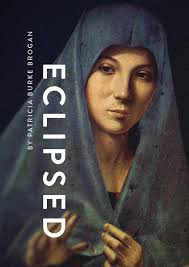 ECLIPSED
BY PATRICIA BURKE BROGAN